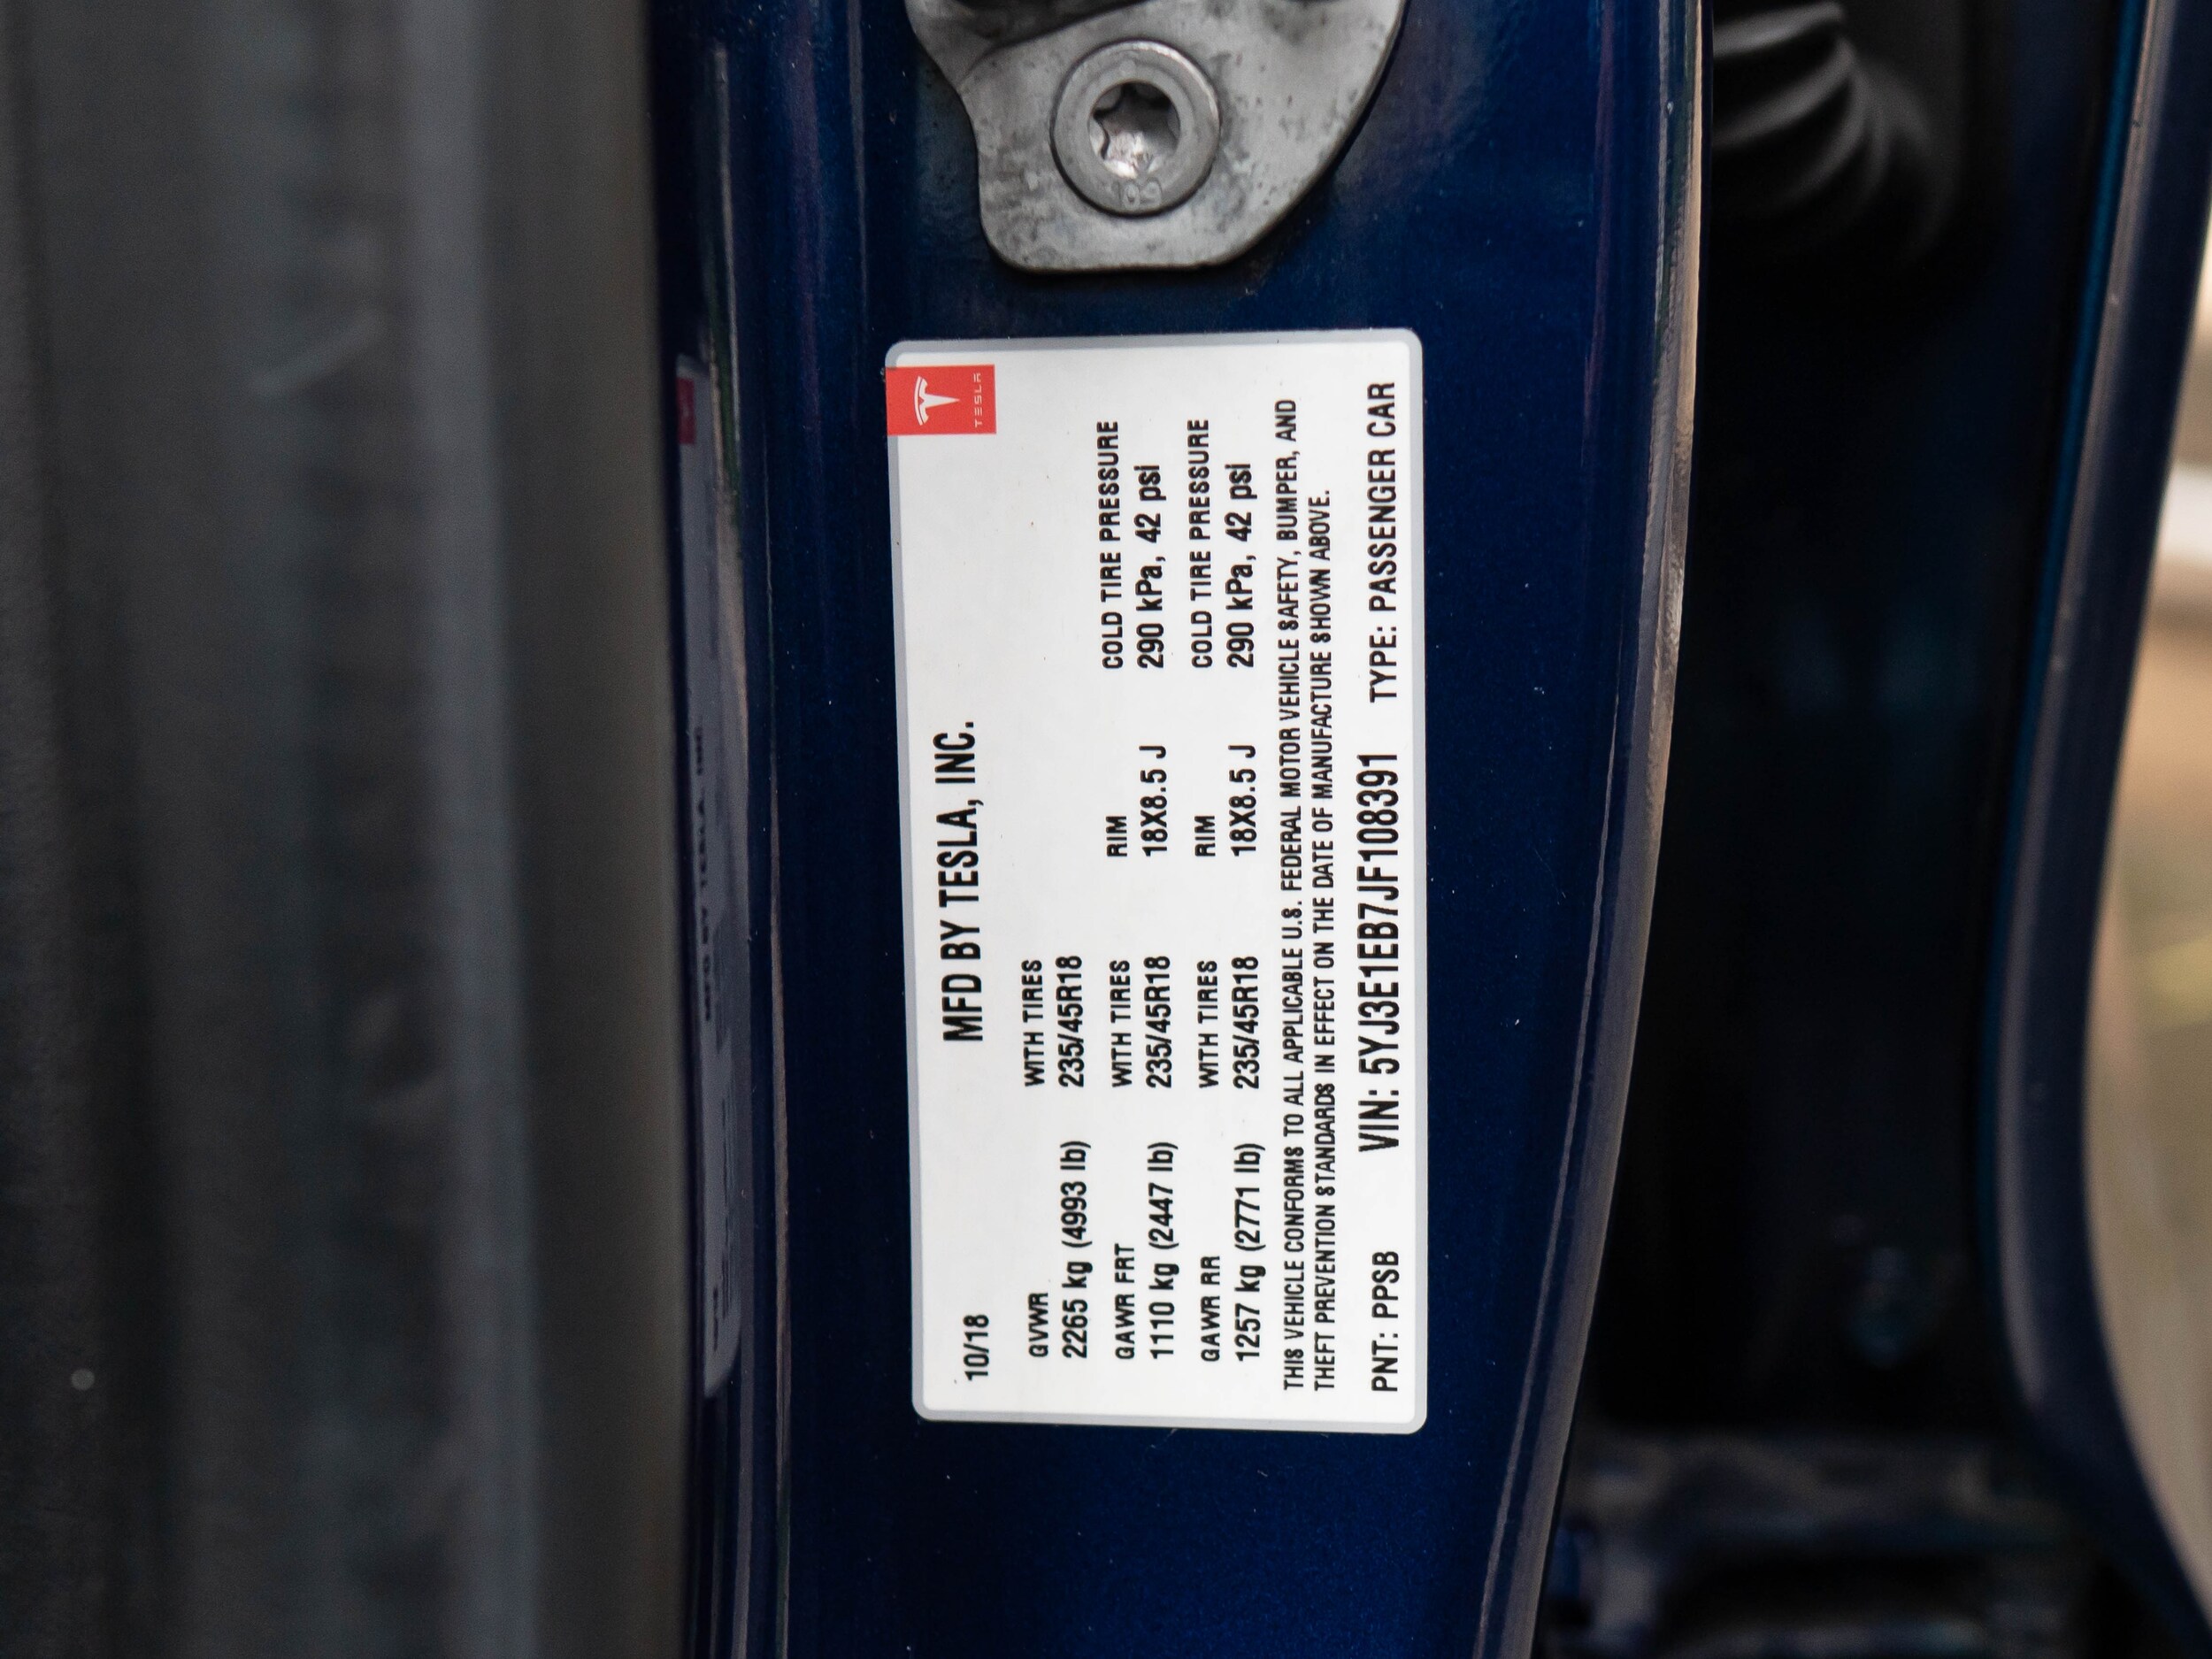 TESLA
10/18 MFD BY TESLA, INC.
GVWR WITH TIRES
2265 kg (4993 lb) 235/45R18
GAWR FRT WITH TIRES RIM COLD TIRE PRESSURE
1110 kg (2447 lb) 235/45R18 18X8.5 J 290 kPa, 42 psi
GAWR RR WITH TIRES RIM COLD TIRE PRESSURE
1257 kg (2771 lb) 235/45R18 18X8.5 J 290 kPa, 42 psi
THIS VEHICLE CONFORMS TO ALL APPLICABLE U.S. FEDERAL MOTOR VEHICLE SAFETY, BUMPER, AND
THEFT PREVENTION STANDARDS IN EFFECT ON THE DATE OF MANUFACTURE SHOWN ABOVE.
PNT: PPSB VIN: 5YJ3E1EB7JF108391 TYPE: PASSENGER CAR